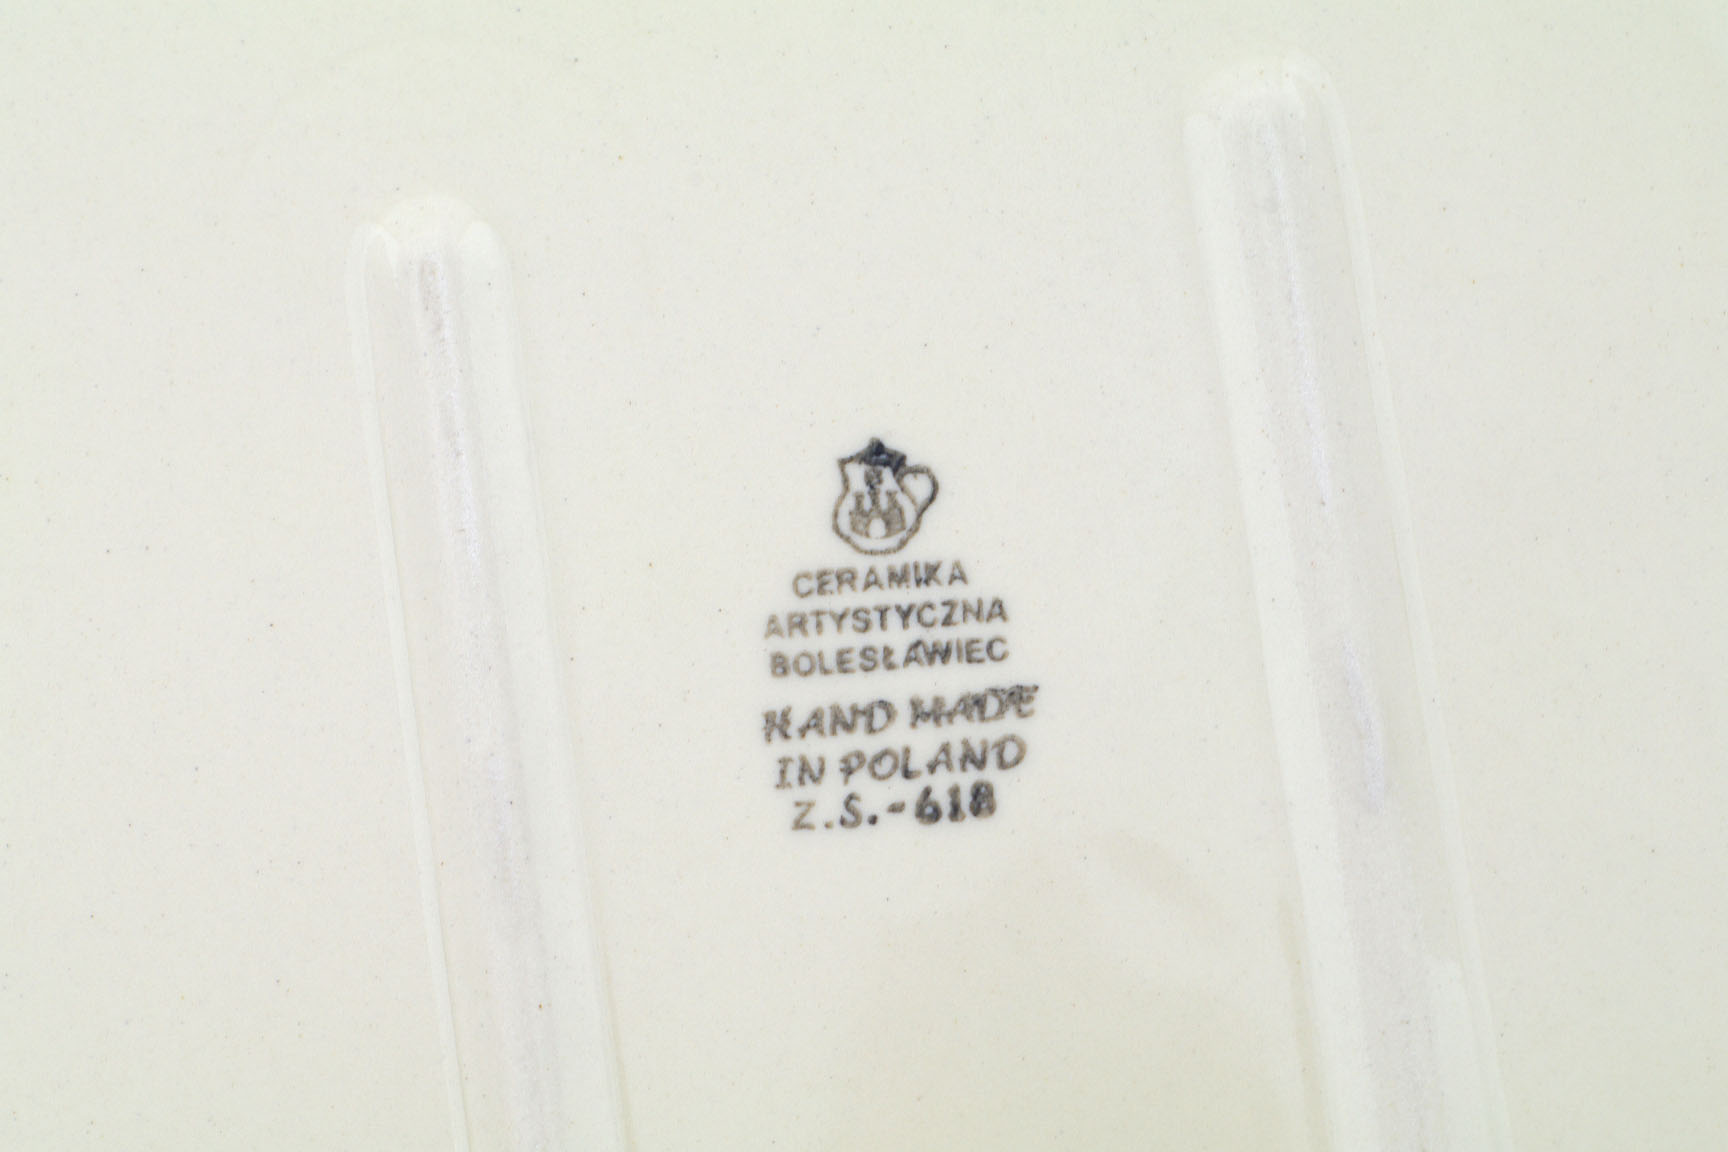 CERAMIKA
ARTYSTYCZNA
BOLESŁAWIEC
HAND MADE
IN POLAND
Z.S.-618